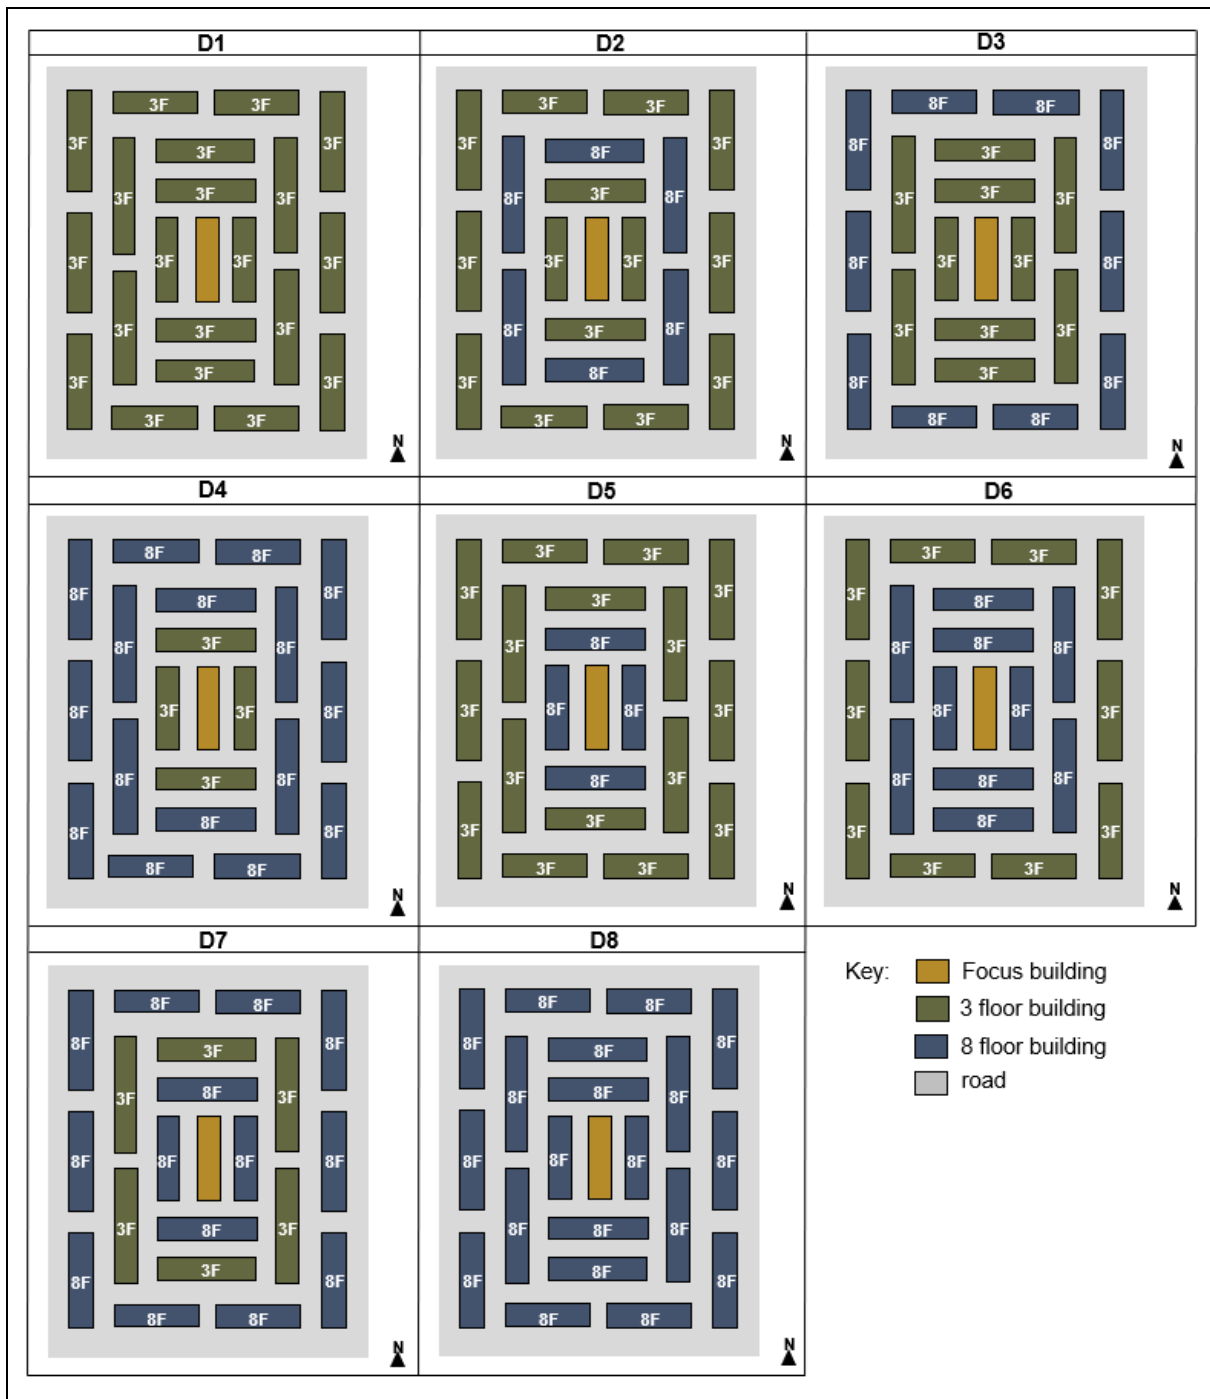 D1 D2 D3
3F 3F 3F 3F 8F 8F
3F 3F 3F 3F 8F 8F
3F 8F 3F
3F 3F 8F 8F 3F 3F
3F 3F 3F
3F 3F 3F 3F 3F 3F 3F 3F 8F 3F 3F 8F
3F 3F 8F 8F 3F 3F
3F 3F 3F
3F 8F 3F
3F 3F 3F 3F 8F 8F
3F 3F 3F 3F 8F 8F
N N N
D4 D5 D6
8F 8F 3F 3F 3F 3F
8F 8F 3F 3F 3F 3F
8F 3F 8F
8F 8F 3F 3F 8F 8F
3F 8F 8F
8F 3F 3F 8F 3F 8F 8F 3F 3F 8F 8F 3F
8F 8F 3F 3F 8F 8F
3F 8F 8F
8F 3F 8F
8F 8F 3F 3F 3F 3F
8F 8F 3F 3F 3F 3F
N N N
D7 D8
8F 8F 8F 8F
8F 8F 8F 8F
3F 8F
3F 3F 8F 8F
8F 8F
8F 8F 8F 8F 8F 8F 8F 8F
3F 3F 8F 8F
8F 8F
3F 8F
8F 8F 8F 8F
8F 8F 8F 8F
N N
Key: Focus building
3 floor building
8 floor building
road